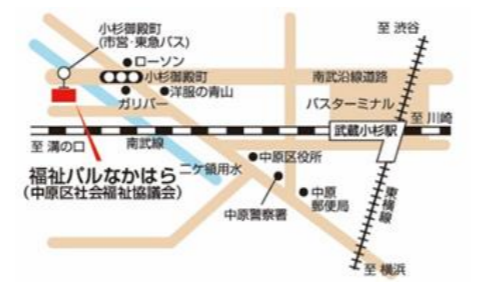 小杉御殿町
(市営・東急バス)
至 渋谷
ローソン
小杉御殿町
南武沿線道路
ガリバー
洋服の青山
バスターミナル
至 川崎
武蔵小杉駅
至 溝の口
南武線
ニケ領用水
中原区役所
福祉パルなかはら
(中原区社会福祉協議会)
中原警察署
中原
郵便局
東横線
至 横浜